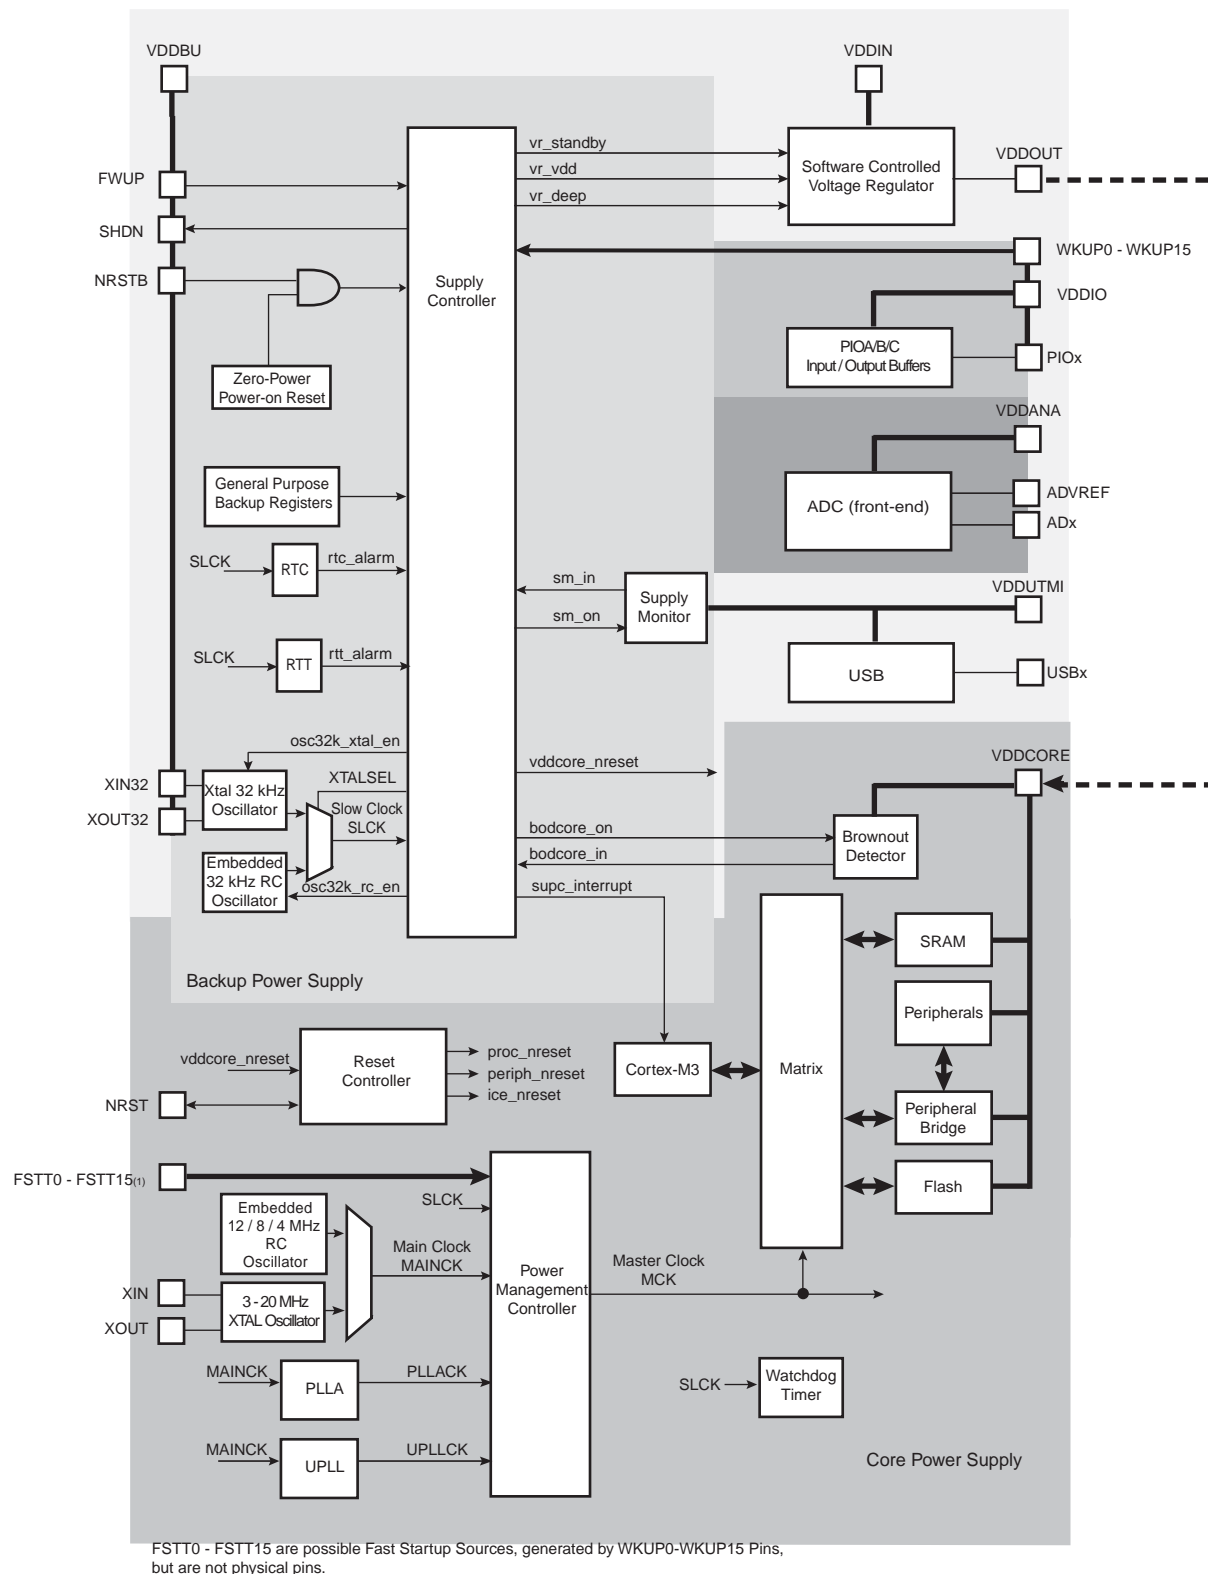 VDDBU
VDDIN
VDDOUT
FWUP
SHDN
NRSTB
vr_standby
vr_vdd
vr_deep
Software Controlled
Voltage Regulator
WKUP0 - WKUP15
VDDIO
PIOA/B/C
Input / Output Buffers
PIOx
Supply
Controller
Zero-Power
Power-on Reset
VDDANA
General Purpose
Backup Registers
ADC (front-end)
ADVREF
ADx
SLCK
RTC
rtc_alarm
sm_in
sm_on
Supply
Monitor
VDDUTMI
SLCK
RTT
rtt_alarm
USB
USBx
osc32k_xtal_en
vddcore_nreset
VDDCORE
XIN32
XOUT32
Xtal 32 kHz
Oscillator
XTALSEL
Slow Clock
SLCK
bodcore_on
bodcore_in
Brownout
Detector
Embedded
32 kHz RC
Oscillator
osc32k_rc_en
supc_interrupt
SRAM
Backup Power Supply
Peripherals
vddcore_nreset
NRST
Reset
Controller
proc_nreset
periph_nreset
ice_nreset
Cortex-M3
Matrix
Peripheral
Bridge
Flash
FSTT0 - FSTT15(1)
SLCK
Embedded
12 / 8 / 4 MHz
RC
Oscillator
Main Clock
MAINCK
Power
Management
Controller
Master Clock
MCK
XIN
XOUT
3 - 20 MHz
XTAL Oscillator
MAINCK
PLLA
PLLACK
SLCK
Watchdog
Timer
MAINCK
UPLL
UPLLCK
Core Power Supply
FSTT0 - FSTT15 are possible Fast Startup Sources, generated by WKUP0-WKUP15 Pins,
but are not physical pins.